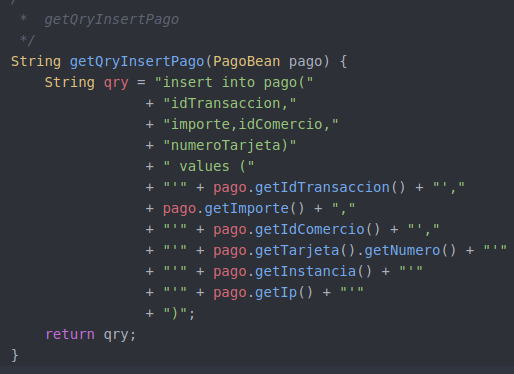 /
*  getQryInsertPago
*/
String getQryInsertPago(PagoBean pago) {
    String qry = "insert into pago("
                + "idTransaccion,"
                + "importe,idComercio,"
                + "numeroTarjeta)"
                + " values ("
                + "'" + pago.getIdTransaccion() + "',"
                + pago.getImporte() + ","
                + "'" + pago.getIdComercio() + "',"
                + "'" + pago.getTarjeta().getNumero() + "'"
                + "'" + pago.getInstancia() + "'"
                + "'" + pago.getIp() + "'"
                + ")";
    return qry;
}